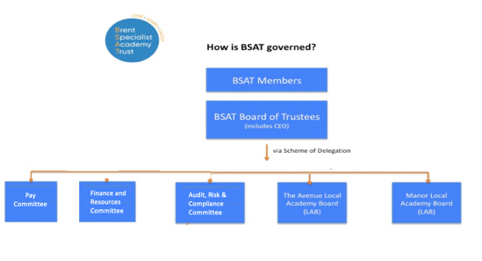 Brent
Specialist
Academy
Trust
How is BSAT governed?
BSAT Members
BSAT Board of Trustees
(includes CEO)
via Scheme of Delegation
Pay
Committee
Finance and
Resources
Committee
Audit, Risk &
Compliance
Committee
The Avenue Local
Academy Board
(LAB)
Manor Local
Academy Board
(LAB)